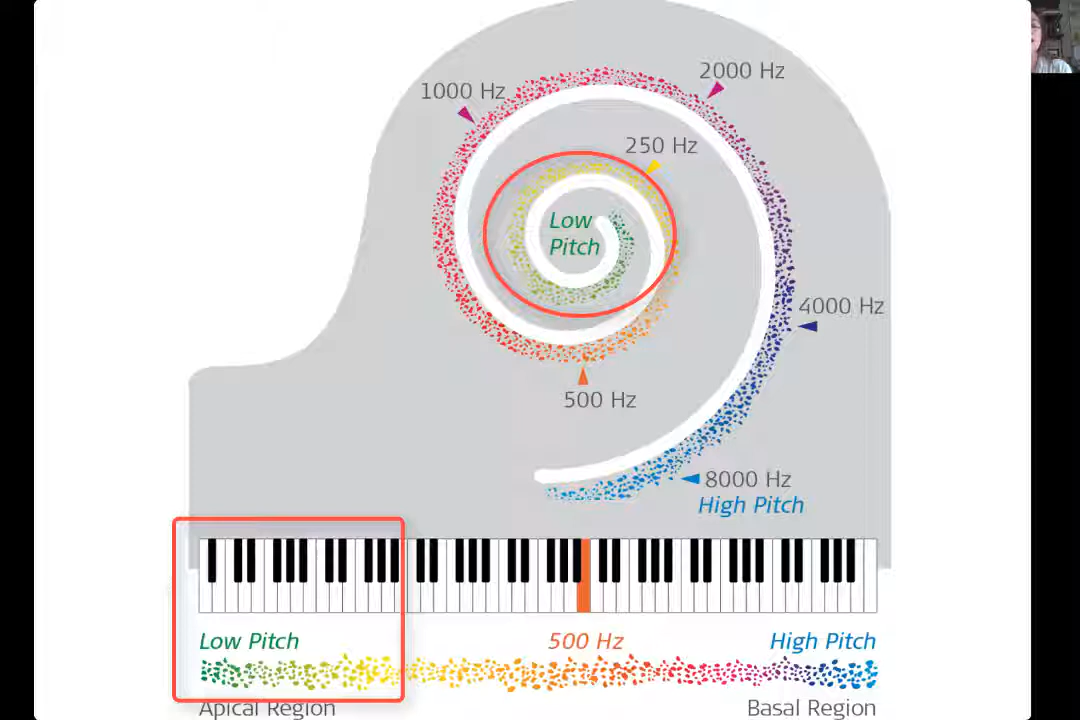 2000 Hz
1000 Hz
250 Hz
Low
Pitch
4000 Hz
500 Hz
8000 Hz
High Pitch
Low Pitch
500 Hz
High Pitch
Apical Region
Basal Region